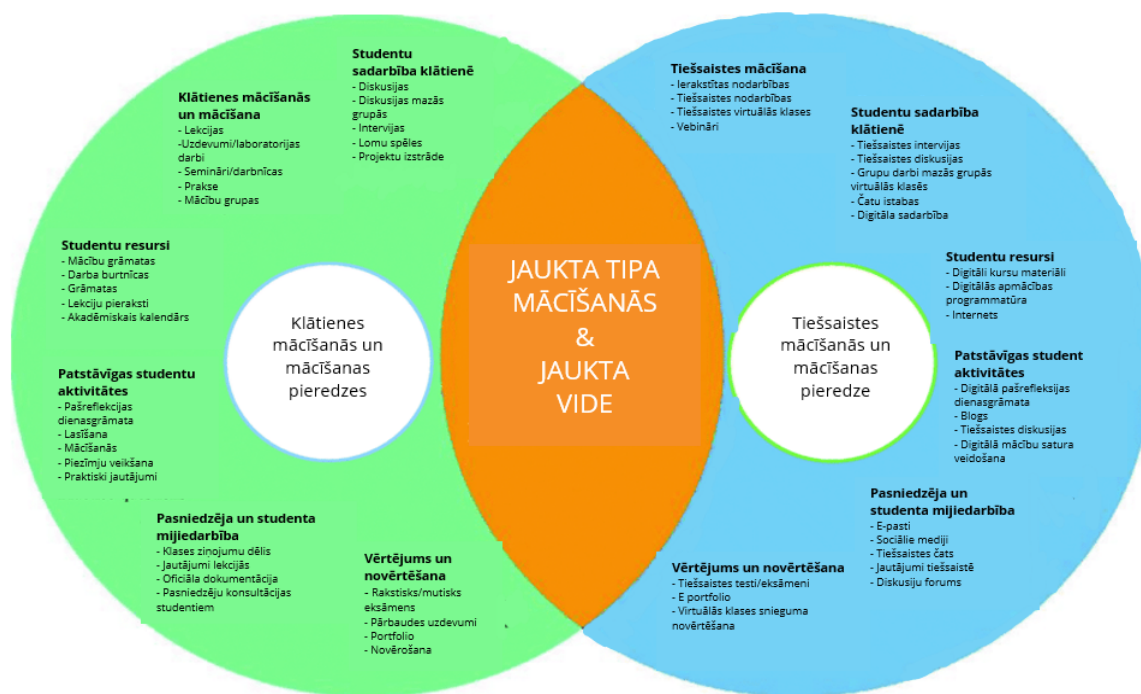 Studentu
sadarbība klātienē
- Diskusijas
- Diskusijas mazās
grupās
- Intervijas
- Lomu spēles
- Projektu izstrāde
Klātienes mācīšanās
un mācīšana
- Lekcijas
-Uzdevumi/laboratorijas
darbi
- Semināri/darbnīcas
- Prakse
- Mācību grupas
Studentu resursi
- Mācību grāmatas
- Darba burtnīcas
- Grāmatas
- Lekciju pieraksti
- Akadēmiskais kalendārs
Klātienes
mācīšanās un
mācīšanas
pieredzes
Patstāvīgas studentu
aktivitātes
- Pašreflekcijas
dienasgrāmata
- Lasīšana
- Mācīšanās
- Piezīmju veikšana
- Praktiski jautājumi
Pasniedzēja un studenta
mijiedarbība
- Klases ziņojumu dēlis
- Jautājumi lekcijās
- Oficiāla dokumentācija
- Pasniedzēju konsultācijas
studentiem
Vērtējums un
novērtēšana
- Rakstisks/mutisks
eksāmens
- Pārbaudes uzdevumi
- Portfolio
- Novērošana
JAUKTA TIPA
MĀCĪŠANĀS
&
JAUKTA
VIDE
Tiešsaistes mācīšana
- Ierakstītas nodarbības
- Tiešsaistes nodarbības
- Tiešsaistes virtuālās klases
- Vebināri
Studentu sadarbība
klātienē
- Tiešsaistes intervijas
- Tiešsaistes diskusijas
- Grupu darbi mazās grupās
virtuālās klasēs
- Čatu istabas
- Digitāla sadarbība
Studentu resursi
- Digitāli kursu materiāli
- Digitālās apmācības
programmatūra
- Internets
Tiešsaistes
mācīšanās un
mācīšanas
pieredze
Patstāvīgas student
aktivitātes
- Digitālā pašrefleksijas
dienasgrāmata
- Blogs
- Tiešsaistes diskusijas
- Digitālā mācību satura
veidošana
Pasniedzēja un
studenta mijiedarbība
- E-pasti
- Sociālie mediji
- Tiešsaistes čats
- Jautājumi tiešsaistē
- Diskusiju forums
Vērtējums un novērtēšana
- Tiešsaistes testi/eksāmeni
- E portfolio
- Virtuālās klases snieguma
novērtēšana